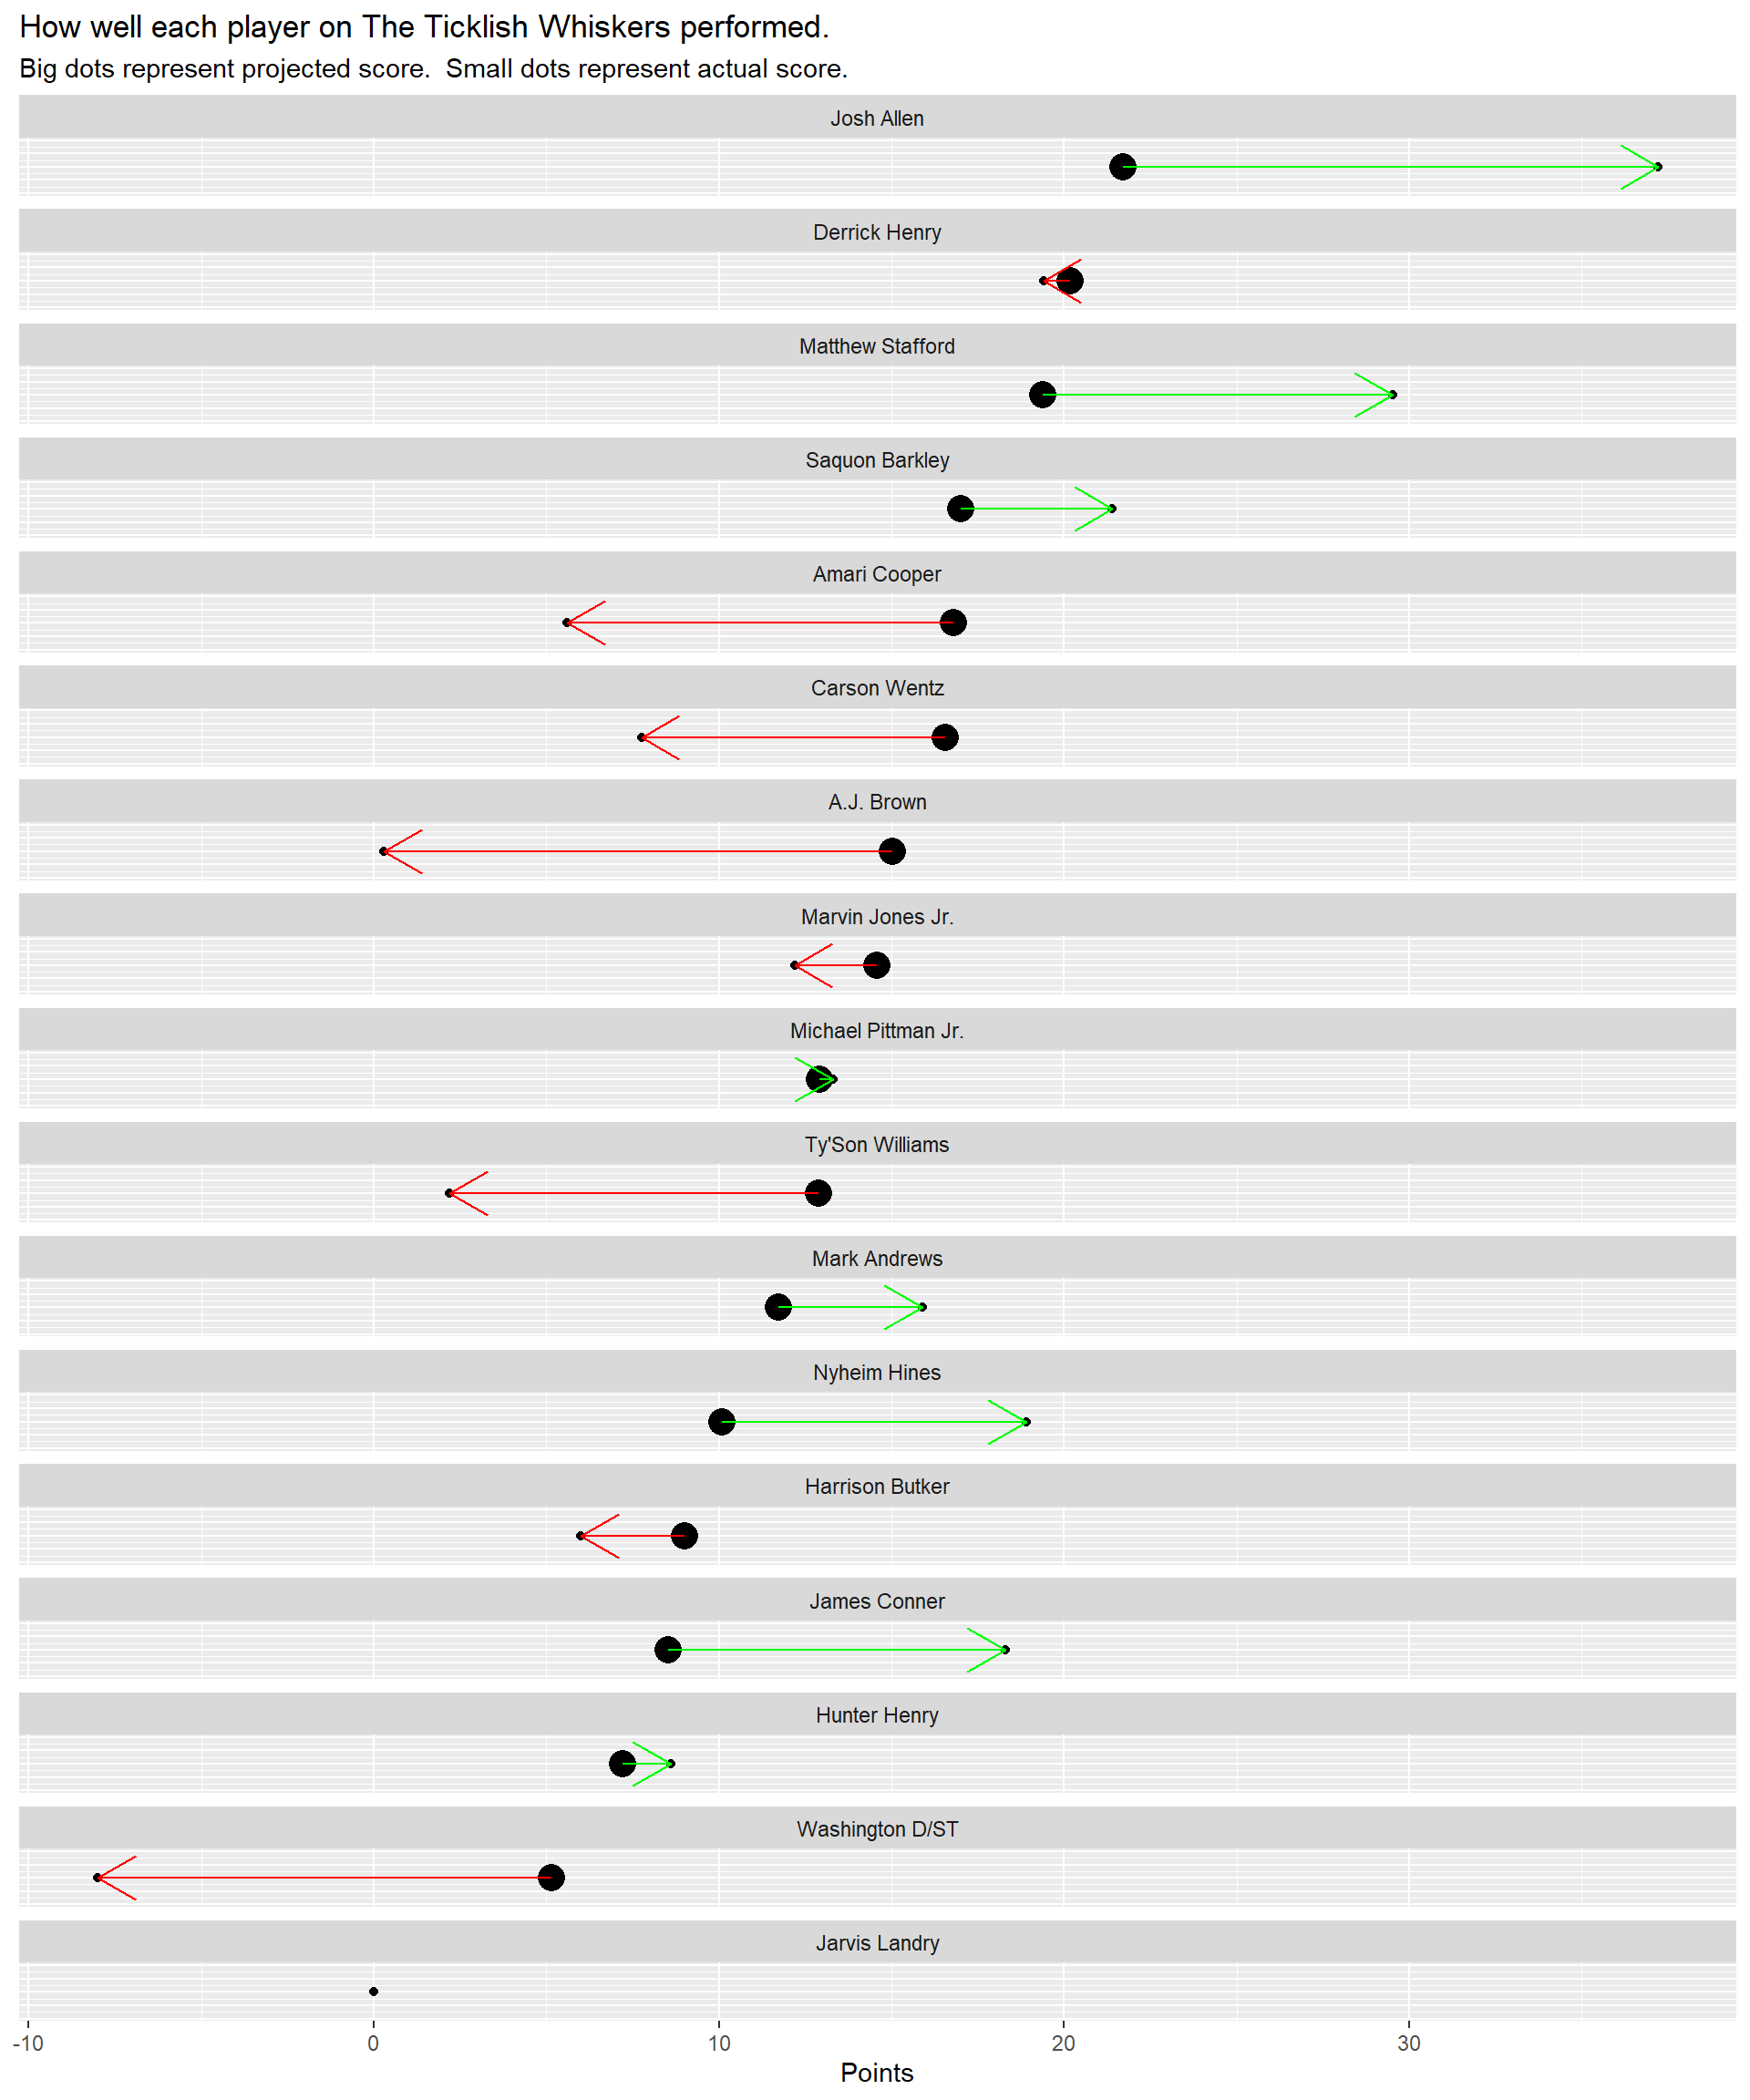 How well each player on The Ticklish Whiskers performed.
Big dots represent projected score.  Small dots represent actual score.
Josh Allen
Derrick Henry
Matthew Stafford
Saquon Barkley
Amari Cooper
Carson Wentz
A.J. Brown
Marvin Jones Jr.
Michael Pittman Jr.
Ty'Son Williams
Mark Andrews
Nyheim Hines
Harrison Butker
James Conner
Hunter Henry
Washington D/ST
Jarvis Landry
-10 0 10 20 30
Points